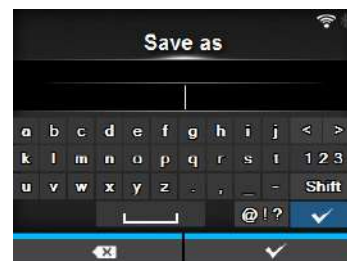 Save as
a b c d e f g h i j < >
k l m n o p q r s t 1 2 3
u v w x y z . , _ - Shift
@ ! ?